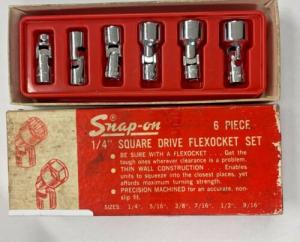 Snap-on
6 PIECE
1/4" SQUARE DRIVE FLEXOCKET SET
• BE SURE WITH A FLEXOCKET . . . Get the
tough ones wherever clearance is a problem.
• THIN WALL CONSTRUCTION . . . Enables
units to squeeze into the closest places, yet
affords maximum turning strength.
• PRECISION MACHINED for an accurate, non-
slip fit.
SIZES: 1/4", 5/16", 3/8", 7/16", 1/2", 9/16"